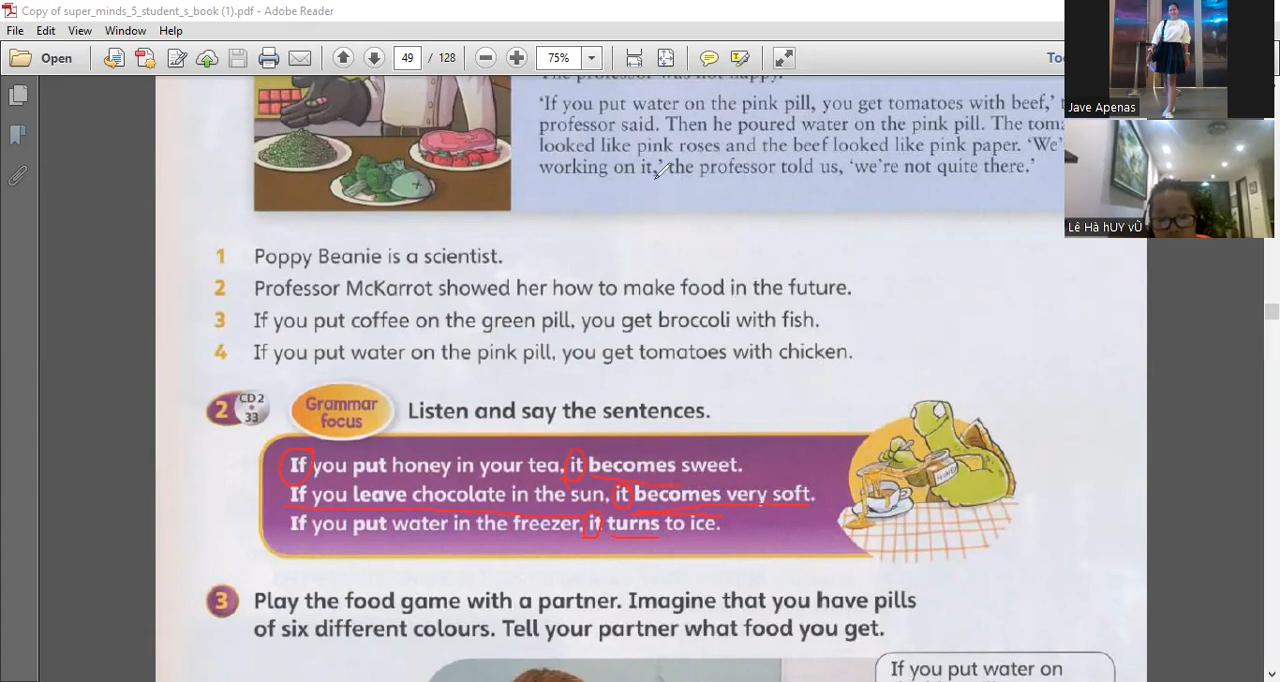 Copy of super_minds_5_student_s_book (1).pdf - Adobe Reader
File Edit View Window Help
Open 49 / 128 75%
Jave Apenas
Lê Hà hUY vŨ
The professor was not happy.
'If you put water on the pink pill, you get tomatoes with beef,'
professor said. Then he poured water on the pink pill. The
looked like pink roses and the beef looked like pink paper. 'We'
working on it,' the professor told us, 'we're not quite there.'
1 Poppy Beanie is a scientist.
2 Professor McKarrot showed her how to make food in the future.
3 If you put coffee on the green pill, you get broccoli with fish.
4 If you put water on the pink pill, you get tomatoes with chicken.
2 CD2 33 Grammar focus Listen and say the sentences.
If you put honey in your tea, it becomes sweet.
If you leave chocolate in the sun, it becomes very soft.
If you put water in the freezer, it turns to ice.
HONEY
3 Play the food game with a partner. Imagine that you have pills
of six different colours. Tell your partner what food you get.
If you put water on